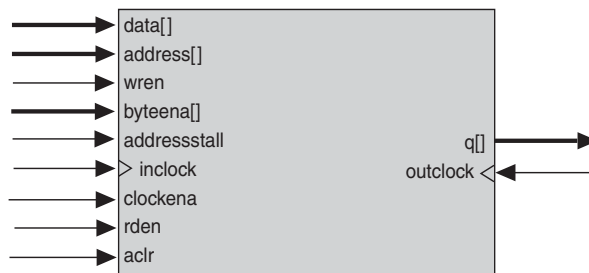 data[]
address[]
wren
byteena[]
addressstall
inclock
clockena
rden
aclr
q[]
outclock